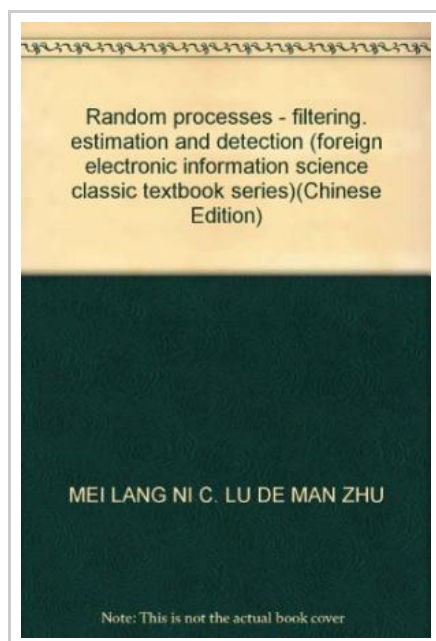 Random processes - filtering.
estimation and detection (foreign
electronic information science
classic textbook series)(Chinese
Edition)
MEI LANG NI C. LU DE MAN ZHU
Note: This is not the actual book cover